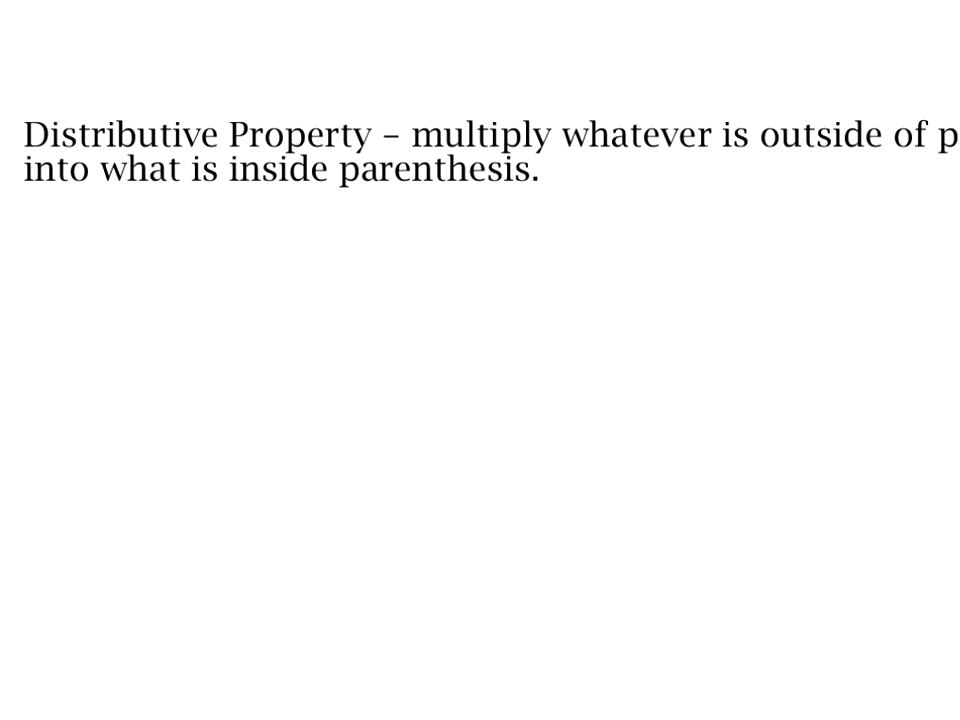 Distributive Property – multiply whatever is outside of p
into what is inside parenthesis.